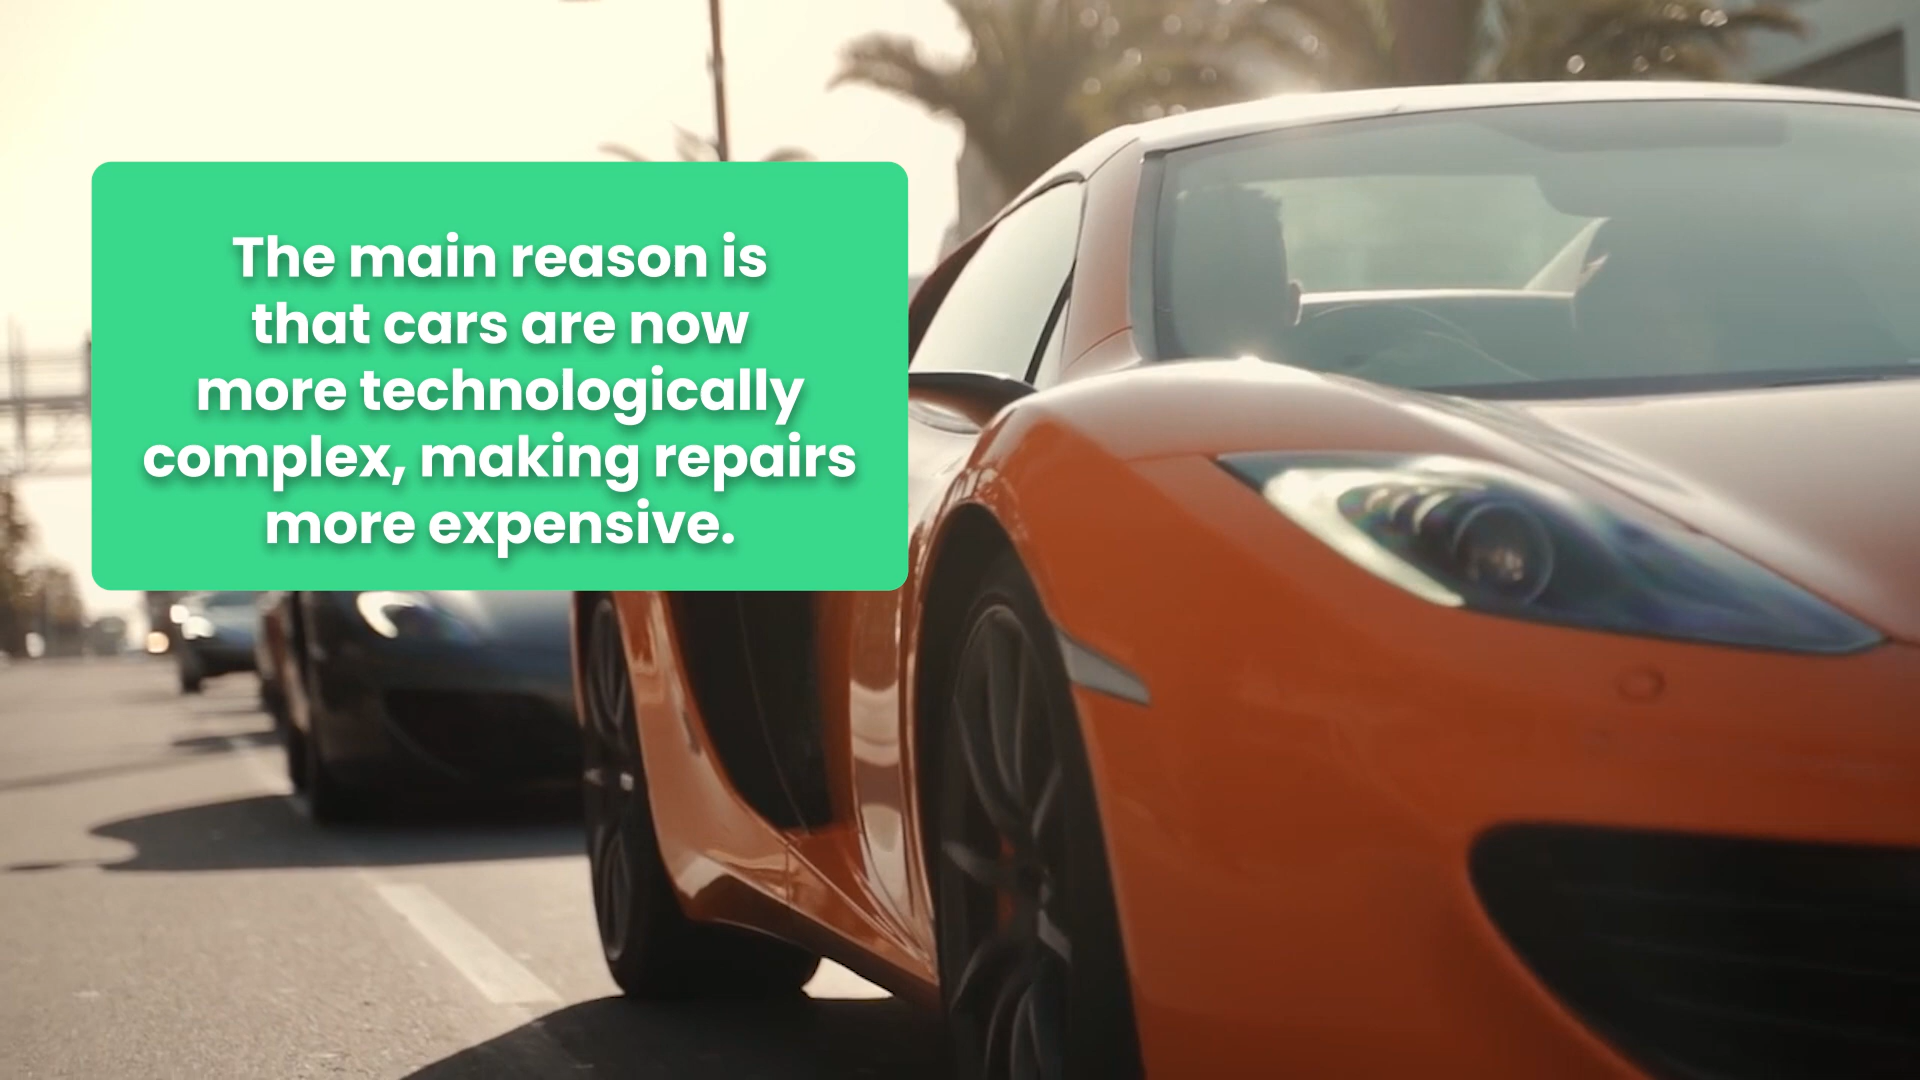 The main reason is
that cars are now
more technologically
complex, making repairs
more expensive.